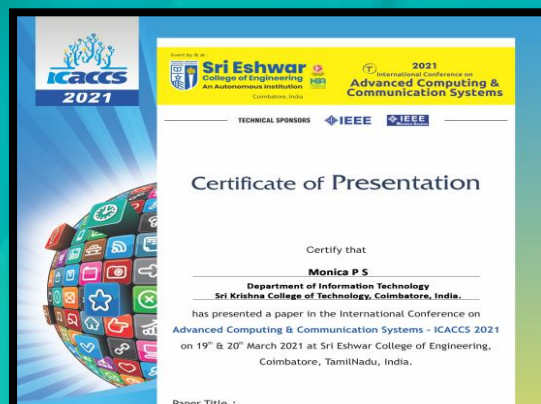 icaccs
2021
Event by & at :
Sri Eshwar
College of Engineering
An Autonomous Institution
Coimbatore, India
NBA
2021
International Conference on
Advanced Computing &
Communication Systems
TECHNICAL SPONSORS
IEEE
IEEE
Certificate of Presentation
Certify that
Monica P S
Department of Information Technology
Sri Krishna College of Technology, Coimbatore, India.
has presented a paper in the International Conference on
Advanced Computing & Communication Systems - ICACCS 2021
on 19th & 20th March 2021 at Sri Eshwar College of Engineering,
Coimbatore, TamilNadu, India.
Paper Title :